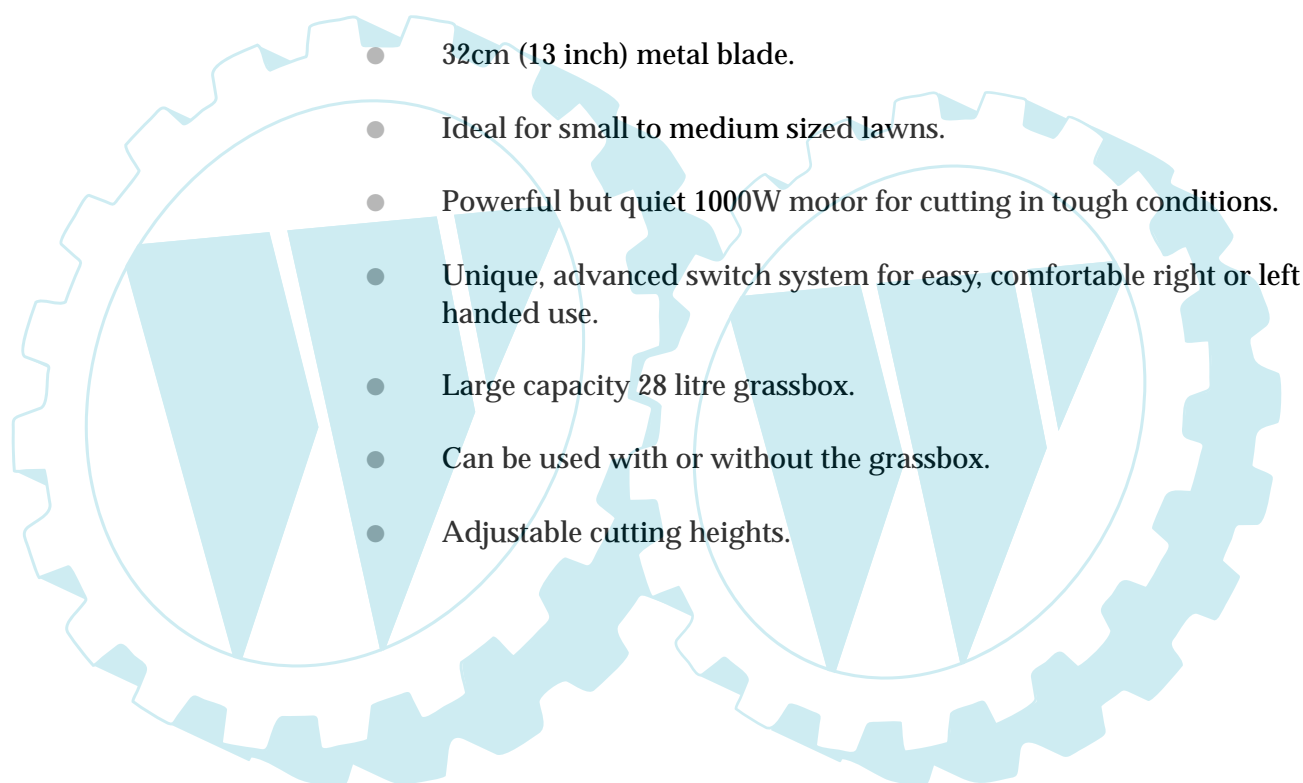 ● 32cm (13 inch) metal blade.
● Ideal for small to medium sized lawns.
● Powerful but quiet 1000W motor for cutting in tough conditions.
● Unique, advanced switch system for easy, comfortable right or left
handed use.
● Large capacity 28 litre grassbox.
● Can be used with or without the grassbox.
● Adjustable cutting heights.